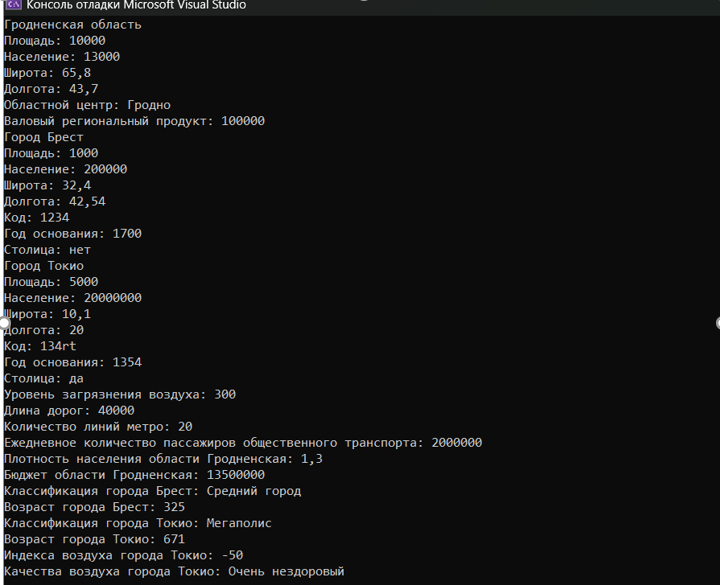 Консоль отладки Microsoft Visual Studio
Гродненская область
Площадь: 10000
Население: 13000
Широта: 65,8
Долгота: 43,7
Областной центр: Гродно
Валовый региональный продукт: 100000
Город Брест
Площадь: 1000
Население: 200000
Широта: 32,4
Долгота: 42,54
Код: 1234
Год основания: 1700
Столица: нет
Город Токио
Площадь: 5000
Население: 20000000
Широта: 10,1
Долгота: 20
Код: 134rt
Год основания: 1354
Столица: да
Уровень загрязнения воздуха: 300
Длина дорог: 40000
Количество линий метро: 20
Ежедневное количество пассажиров общественного транспорта: 2000000
Плотность населения области Гродненская: 1,3
Бюджет области Гродненская: 13500000
Классификация города Брест: Средний город
Возраст города Брест: 325
Классификация города Токио: Мегаполис
Возраст города Токио: 671
Индекса воздуха города Токио: -50
Качества воздуха города Токио: Очень нездоровый